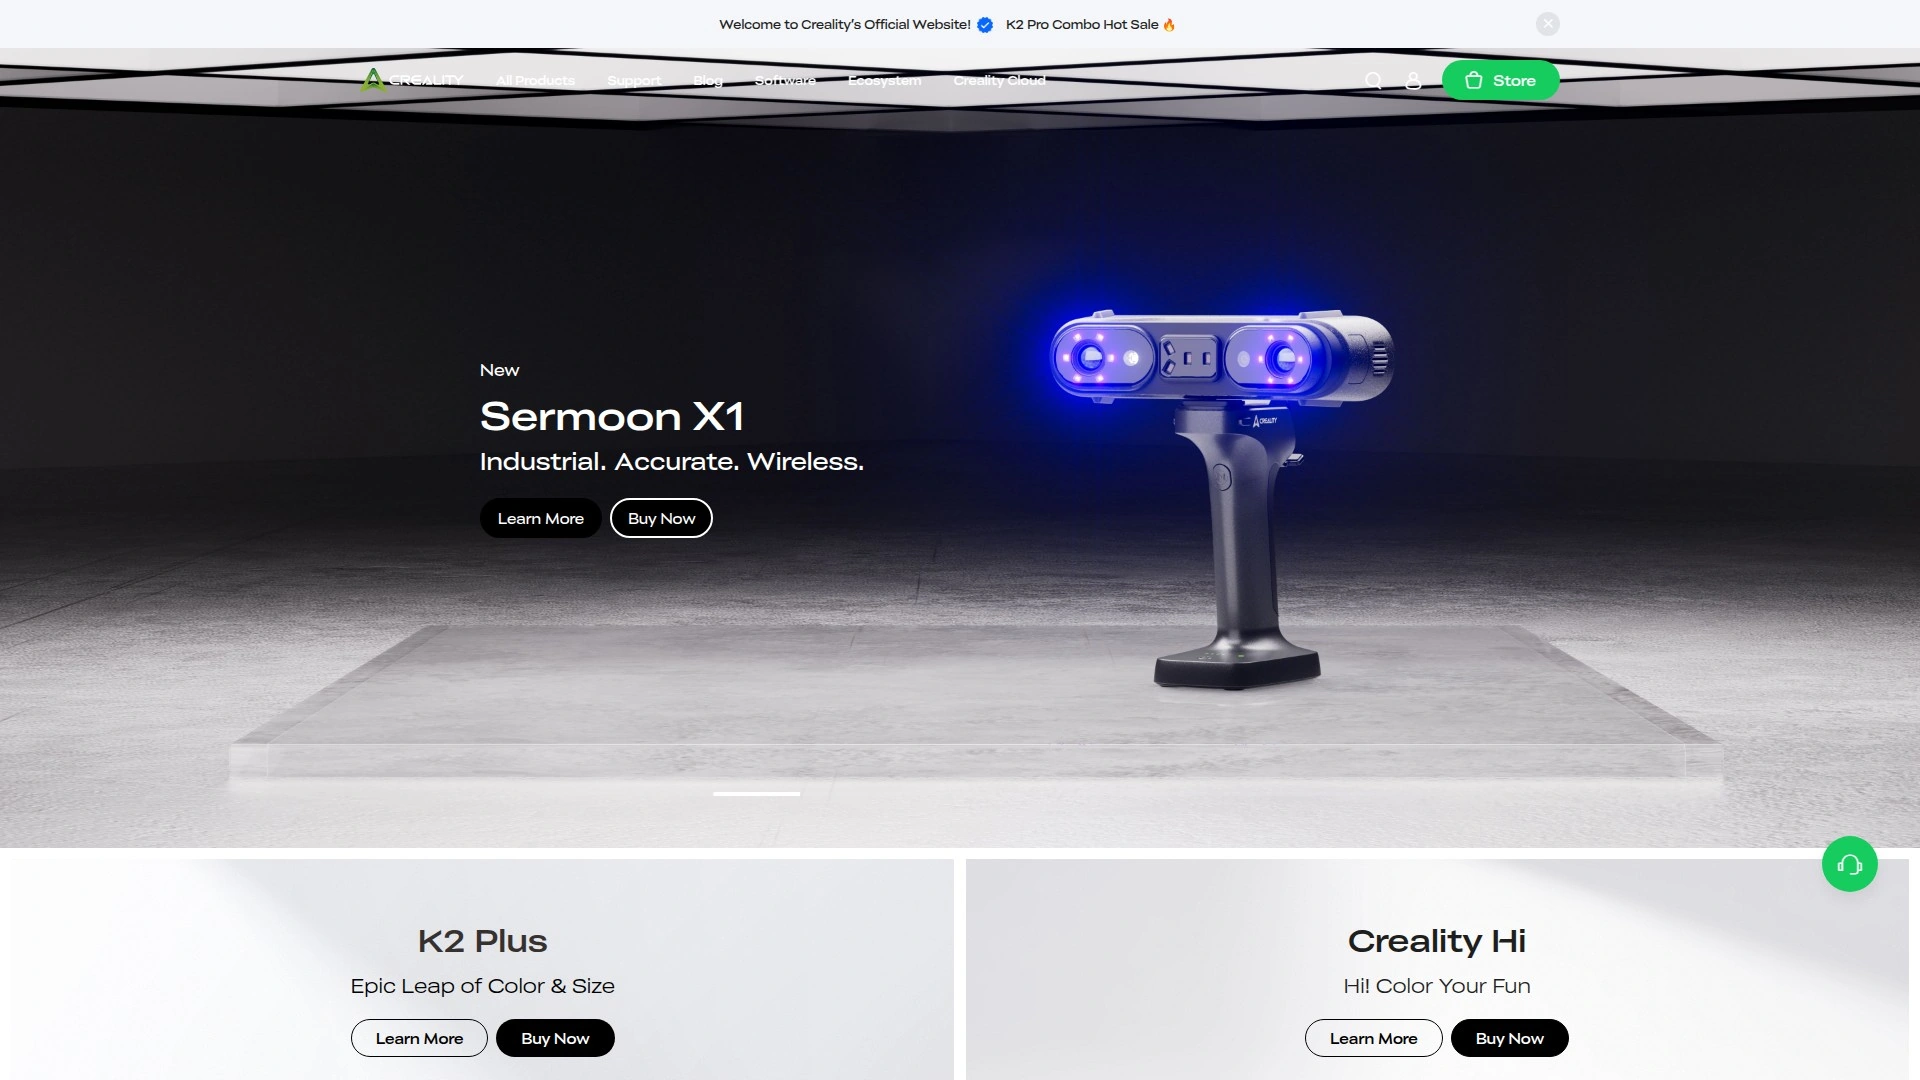 Welcome to Creality's Official Website! K2 Pro Combo Hot Sale 🔥
CREALITY All Products Support Blog Software Ecosystem Creality Cloud Store
New
Sermoon X1
Industrial. Accurate. Wireless.
Learn More Buy Now
CREALITY
K2 Plus
Epic Leap of Color & Size
Learn More Buy Now
Creality Hi
Hi! Color Your Fun
Learn More Buy Now